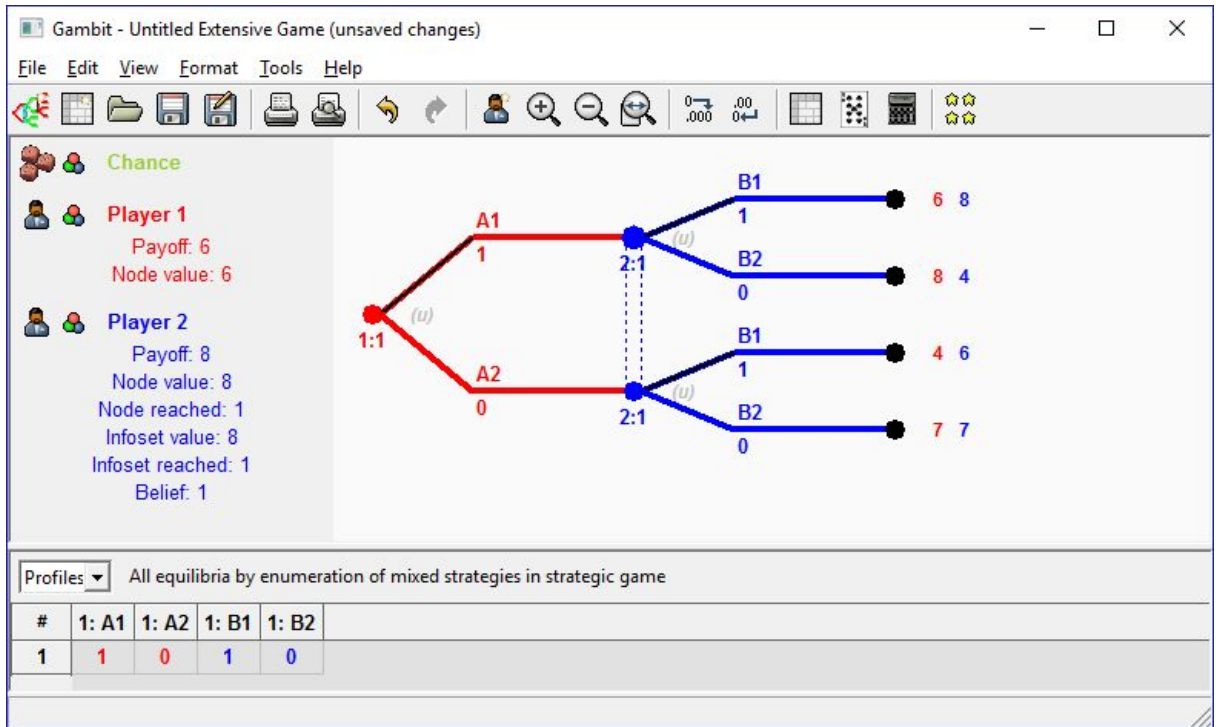 Gambit - Untitled Extensive Game (unsaved changes)
File Edit View Format Tools Help
0 .000 .00 0
Chance
Player 1
Payoff: 6
Node value: 6
Player 2
Payoff: 8
Node value: 8
Node reached: 1
Infoset value: 8
Infoset reached: 1
Belief: 1
1:1
(u)
A1
1
A2
0
2:1
(u)
B1
1
6 8
B2
0
8 4
2:1
(u)
B1
1
4 6
B2
0
7 7
Profiles All equilibria by enumeration of mixed strategies in strategic game
# 1: A1 1: A2 1: B1 1: B2
1 1 0 1 0